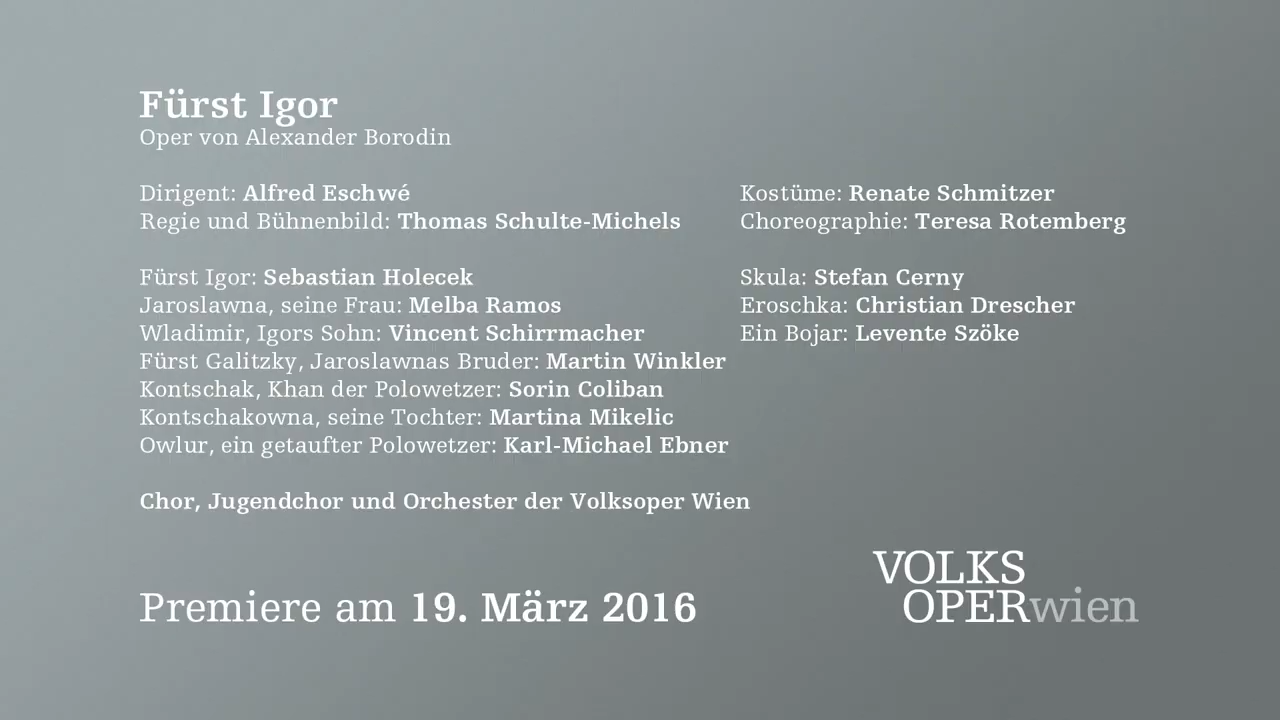 Fürst Igor
Oper von Alexander Borodin
Dirigent: Alfred Eschwé
Regie und Bühnenbild: Thomas Schulte-Michels
Kostüme: Renate Schmitzer
Choreographie: Teresa Rotemberg
Fürst Igor: Sebastian Holecek
Jaroslawna, seine Frau: Melba Ramos
Wladimir, Igors Sohn: Vincent Schirrmacher
Fürst Galitzky, Jaroslawnas Bruder: Martin Winkler
Kontschak, Khan der Polowetzer: Sorin Coliban
Kontschakowna, seine Tochter: Martina Mikelic
Owlur, ein getaufter Polowetzer: Karl-Michael Ebner
Skula: Stefan Cerny
Eroschka: Christian Drescher
Ein Bojar: Levente Szöke
Chor, Jugendchor und Orchester der Volksoper Wien
Premiere am 19. März 2016
VOLKS
OPERwien